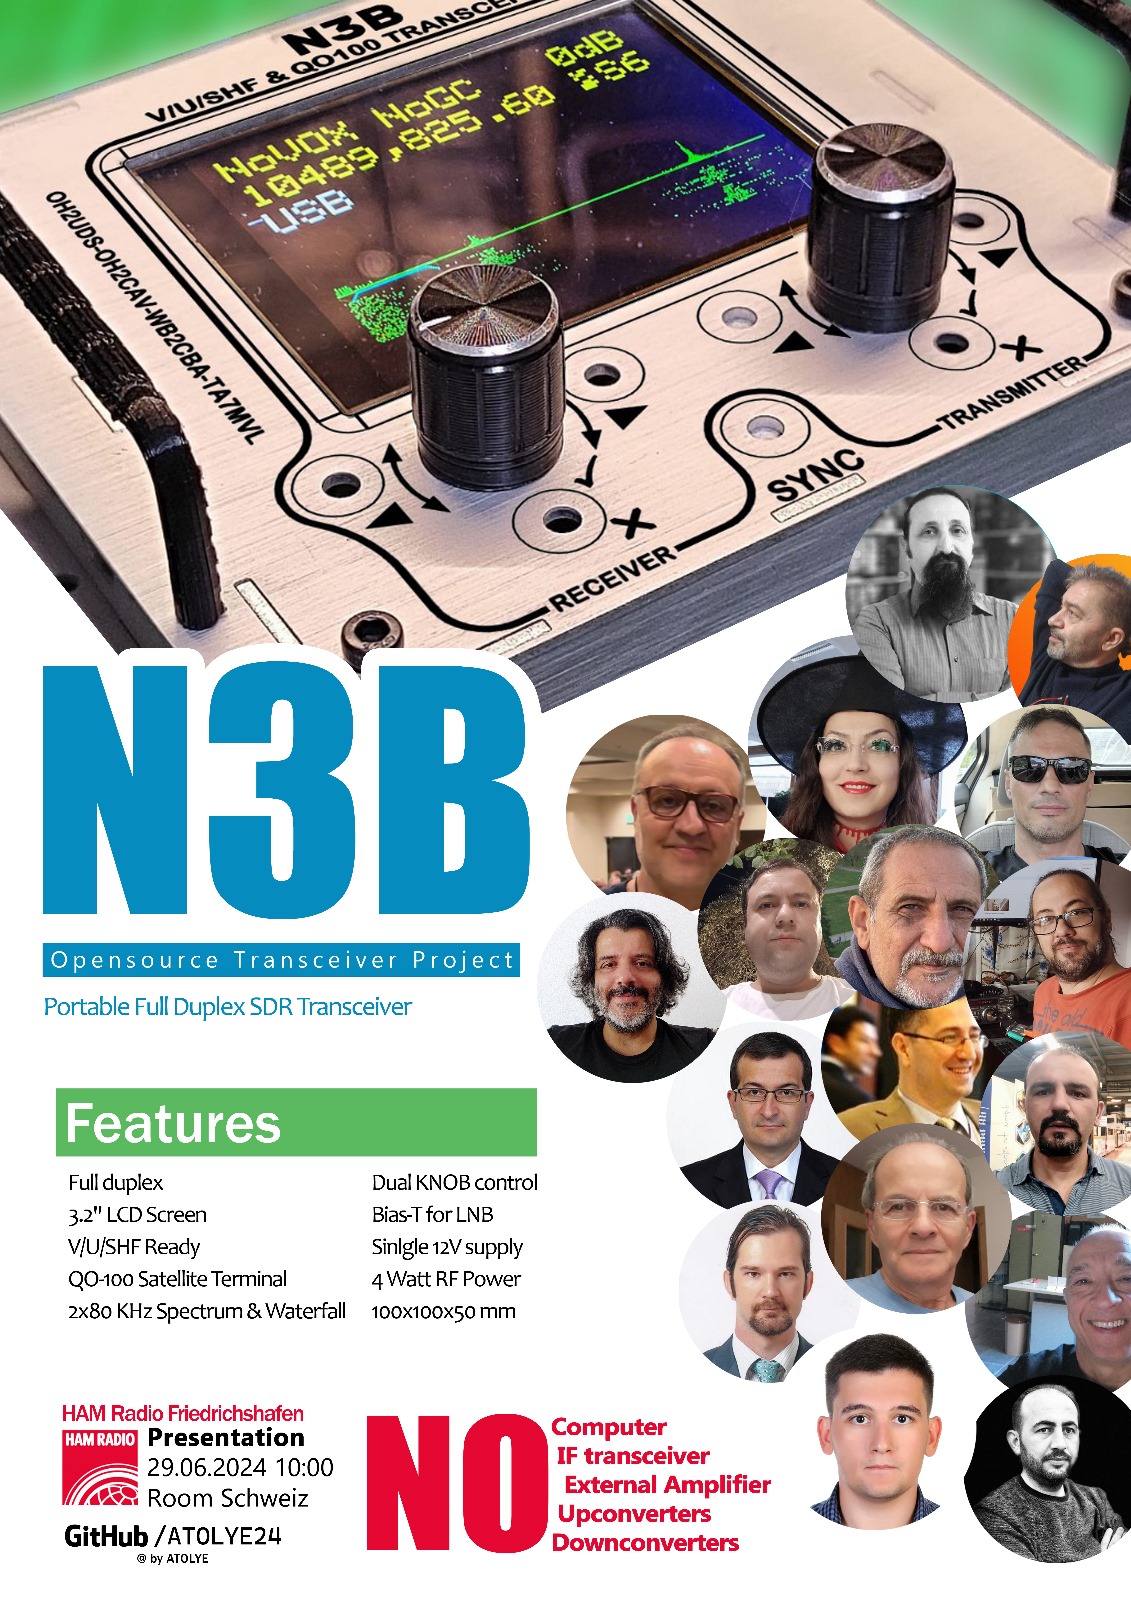 N3B
V/U/SHF & QO100 TRANSCEI
NoVOX NoGC 0dB
10489,825.60 S6
USB
OH2UDS-OH2CAV-WB2CBA-TA7MVL
TRANSMITTER
SYNC
RECEIVER
N3B
Opensource Transceiver Project
Portable Full Duplex SDR Transceiver
Features
Full duplex
3.2" LCD Screen
V/U/SHF Ready
QO-100 Satellite Terminal
2x80 KHz Spectrum & Waterfall
Dual KNOB control
Bias-T for LNB
Sinlgle 12V supply
4 Watt RF Power
100x100x50 mm
HAM Radio Friedrichshafen
HAM RADIO
Presentation
29.06.2024 10:00
Room Schweiz
GitHub /ATOLYE24
@ by ATOLYE
NO
Computer
IF transceiver
External Amplifier
Upconverters
Downconverters